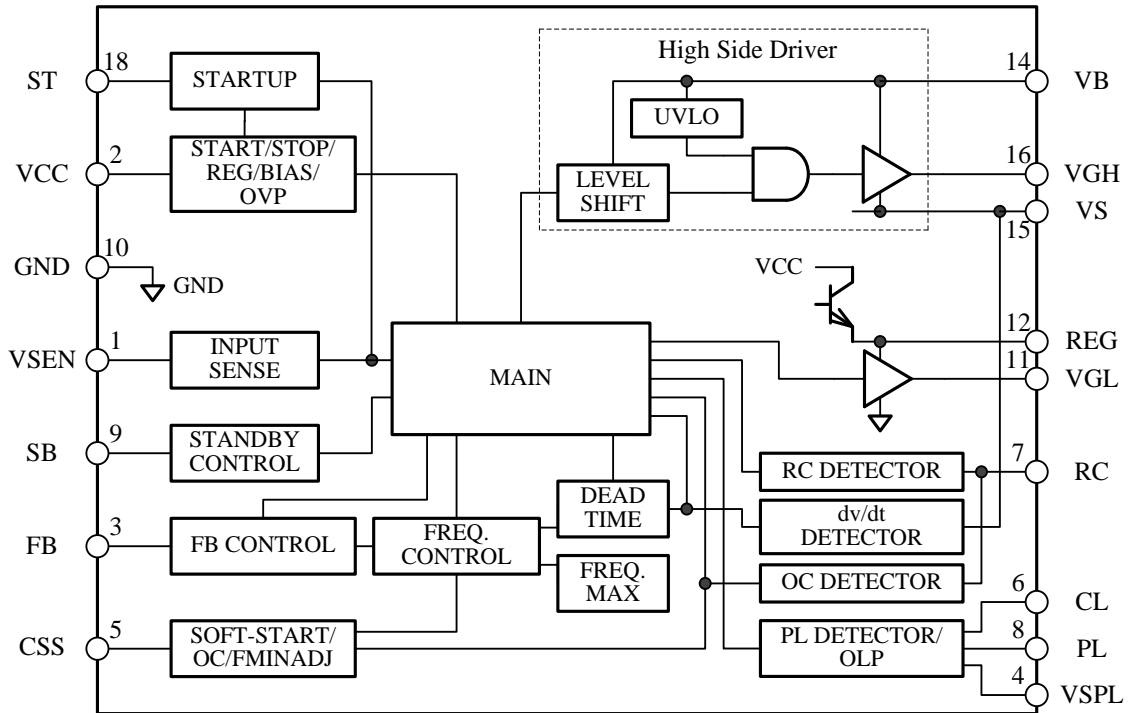 High Side Driver
18
ST
STARTUP
14
VB
UVLO
2
VCC
START/STOP/
REG/BIAS/
OVP
LEVEL
SHIFT
16
VGH
VS
15
10
GND
GND
VCC
1
VSEN
INPUT
SENSE
MAIN
12
REG
11
VGL
9
SB
STANDBY
CONTROL
7
RC
RC DETECTOR
DEAD
TIME
dv/dt
DETECTOR
3
FB
FB CONTROL
FREQ.
CONTROL
FREQ.
MAX
OC DETECTOR
6
CL
5
CSS
SOFT-START/
OC/FMINADJ
PL DETECTOR/
OLP
8
PL
4
VSPL